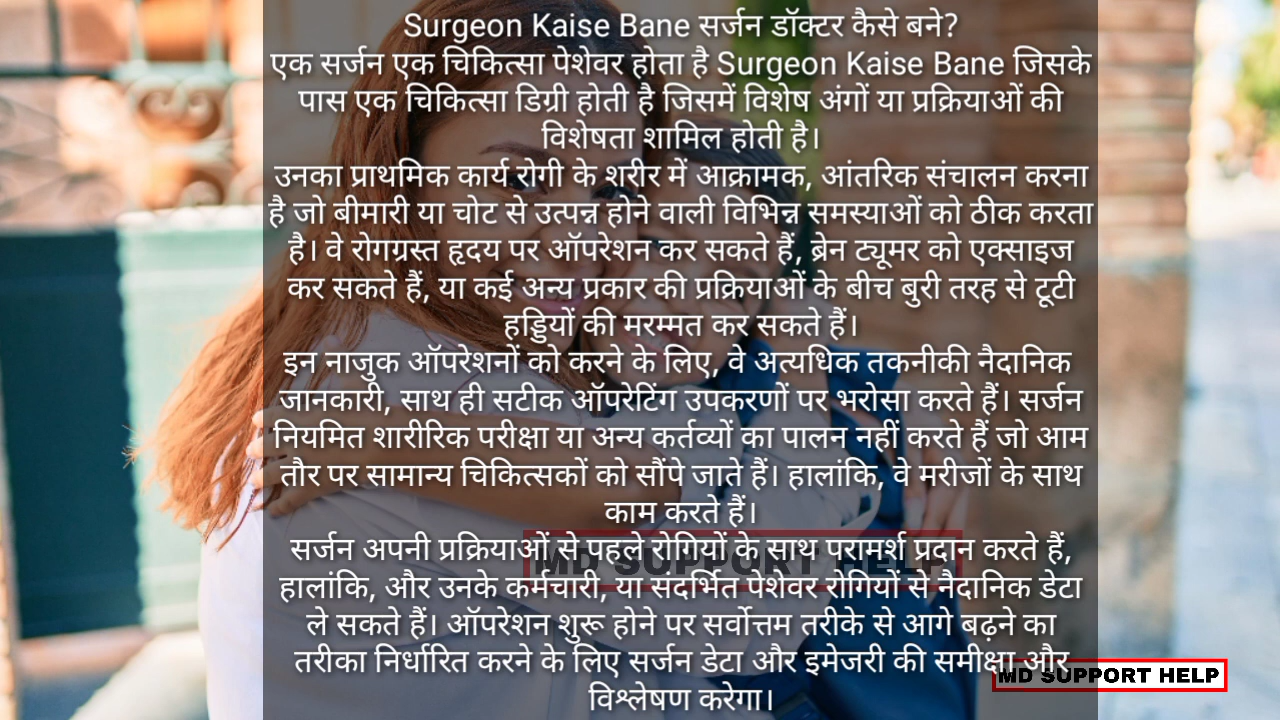 Surgeon Kaise Bane सर्जन डॉक्टर कैसे बने?
एक सर्जन एक चिकित्सा पेशेवर होता है Surgeon Kaise Bane जिसके
पास एक चिकित्सा डिग्री होती है जिसमें विशेष अंगों या प्रक्रियाओं की
विशेषता शामिल होती है।
उनका प्राथमिक कार्य रोगी के शरीर में आक्रामक, आंतरिक संचालन करना
है जो बीमारी या चोट से उत्पन्न होने वाली विभिन्न समस्याओं को ठीक करता
है। वे रोगग्रस्त हृदय पर ऑपरेशन कर सकते हैं, ब्रेन ट्यूमर को एक्साइज
कर सकते हैं, या कई अन्य प्रकार की प्रक्रियाओं के बीच बुरी तरह से टूटी
हड्डियों की मरम्मत कर सकते हैं।
इन नाजुक ऑपरेशनों को करने के लिए, वे अत्यधिक तकनीकी नैदानिक
जानकारी, साथ ही सटीक ऑपरेटिंग उपकरणों पर भरोसा करते हैं। सर्जन
नियमित शारीरिक परीक्षा या अन्य कर्तव्यों का पालन नहीं करते हैं जो आम
तौर पर सामान्य चिकित्सकों को सौंपे जाते हैं। हालांकि, वे मरीजों के साथ
काम करते हैं।
सर्जन अपनी प्रक्रियाओं से पहले रोगियों के साथ परामर्श प्रदान करते हैं,
MD SUPPORT HELP
हालांकि, और उनके कर्मचारी, या संदर्भित पेशेवर रोगियों से नैदानिक डेटा
ले सकते हैं। ऑपरेशन शुरू होने पर सर्वोत्तम तरीके से आगे बढ़ने का
तरीका निर्धारित करने के लिए सर्जन डेटा और इमेजरी की समीक्षा और
MD SUPPORT HELP
विश्लेषण करेगा।